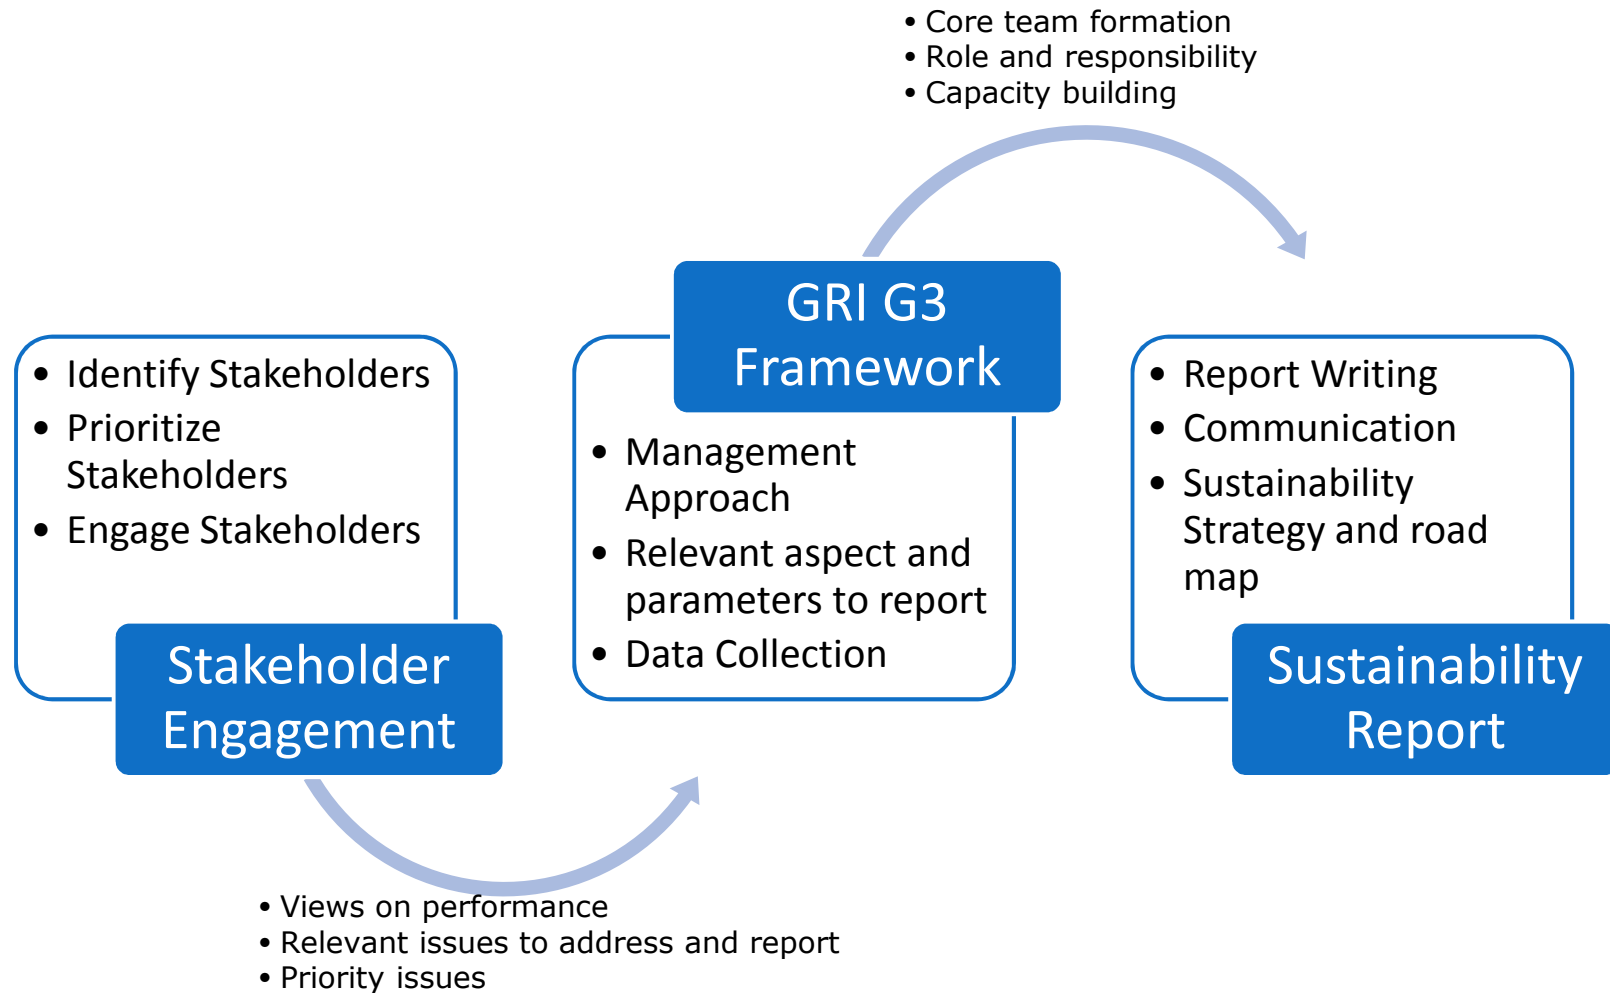 • Core team formation
• Role and responsibility
• Capacity building
GRI G3
Framework
• Identify Stakeholders
• Prioritize
Stakeholders
• Engage Stakeholders
Stakeholder
Engagement
• Management
Approach
• Relevant aspect and
parameters to report
• Data Collection
• Report Writing
• Communication
• Sustainability
Strategy and road
map
Sustainability
Report
• Views on performance
• Relevant issues to address and report
• Priority issues